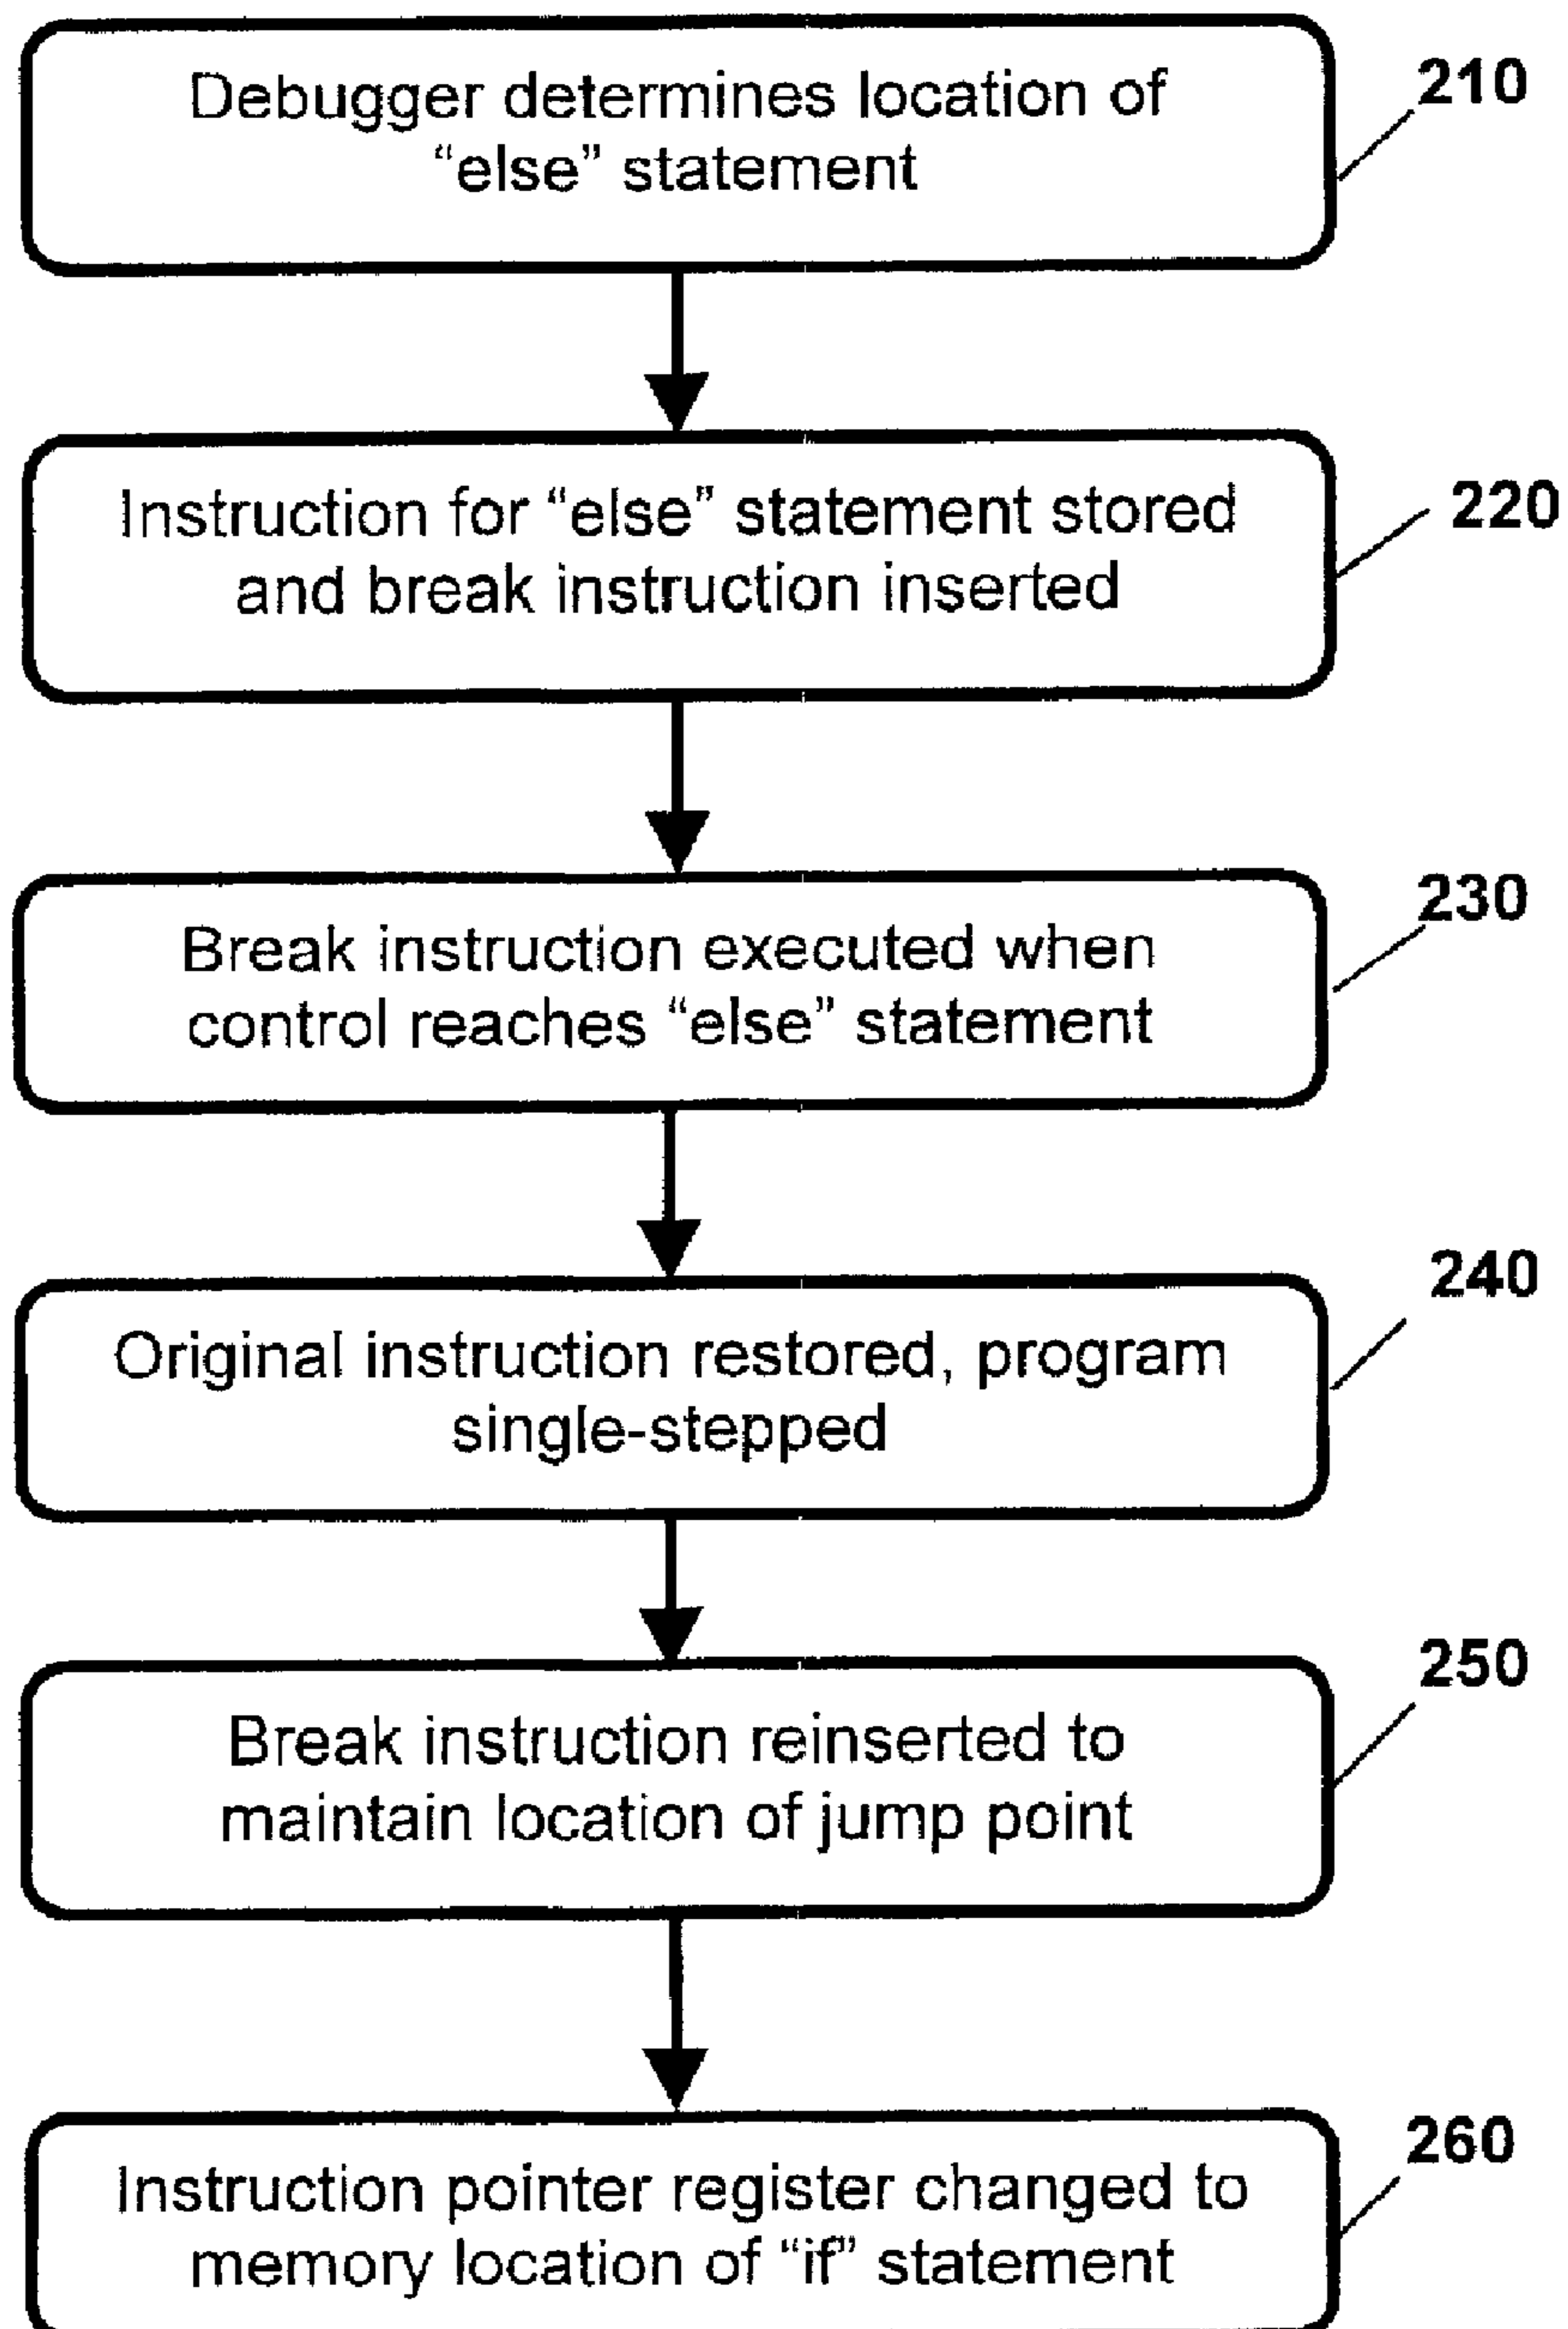 Debugger determines location of
“else” statement
210
Instruction for “else” statement stored
and break instruction inserted
220
Break instruction executed when
control reaches “else” statement
230
Original instruction restored, program
single-stepped
240
Break instruction reinserted to
maintain location of jump point
250
Instruction pointer register changed to
memory location of “if” statement
260